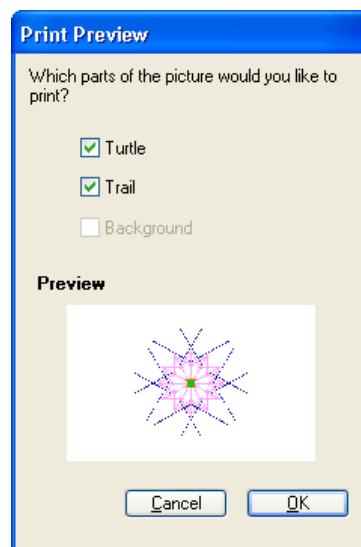 Print Preview
Which parts of the picture would you like to
print?
Turtle
Trail
Background
Preview
Cancel
OK